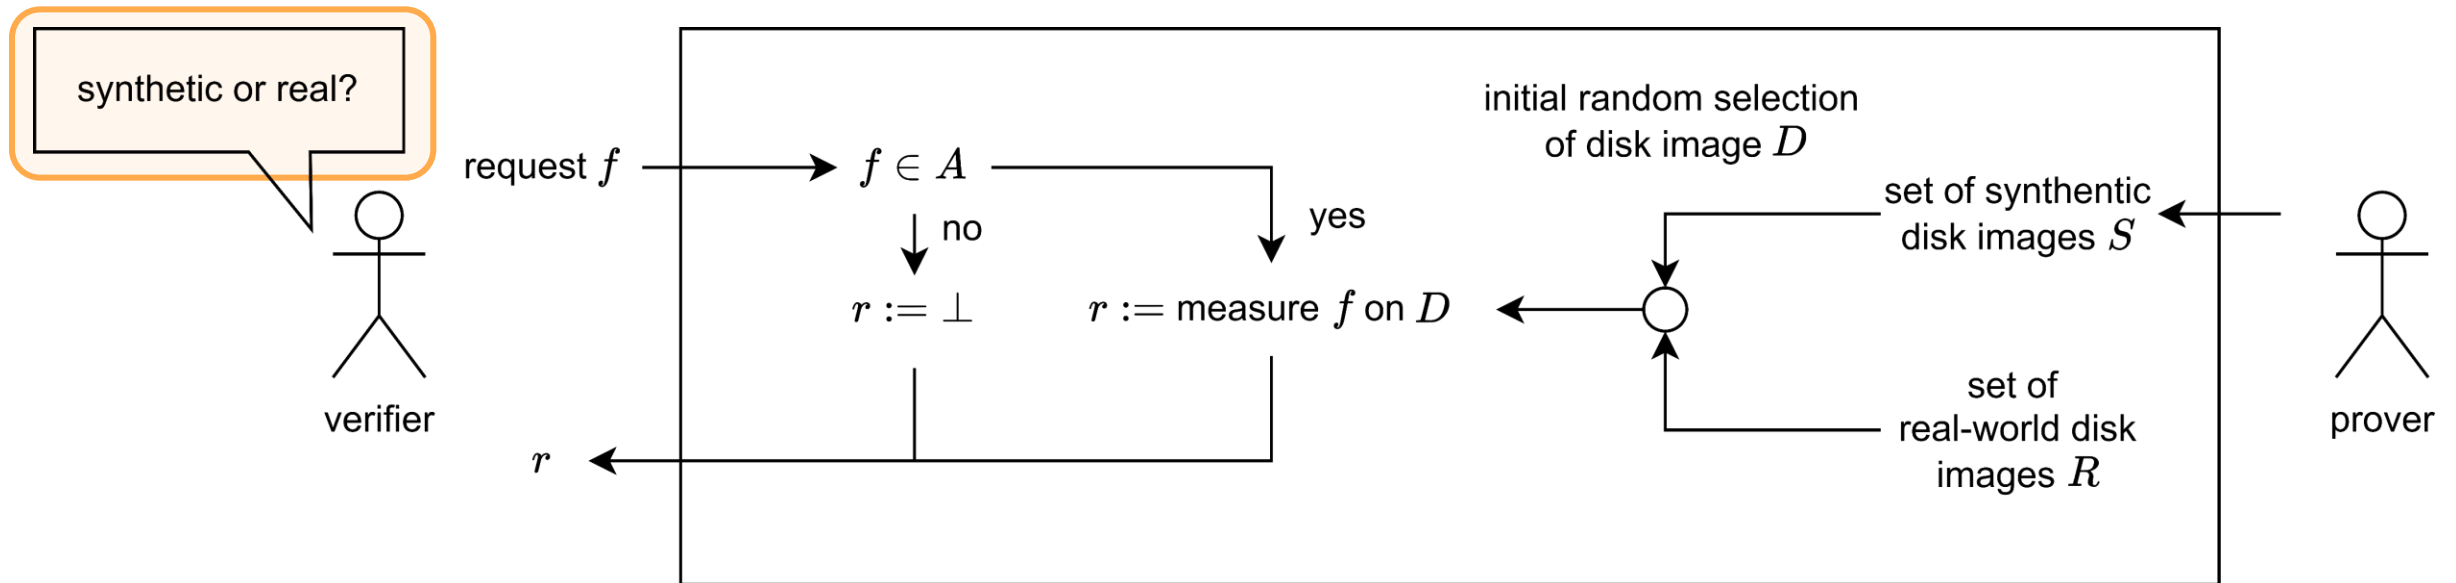 synthetic or real?
request f
f ∈ A
no
yes
r := ⊥
r := measure f on D
r
verifier
initial random selection
of disk image D
set of synthentic
disk images S
set of
real-world disk
images R
prover